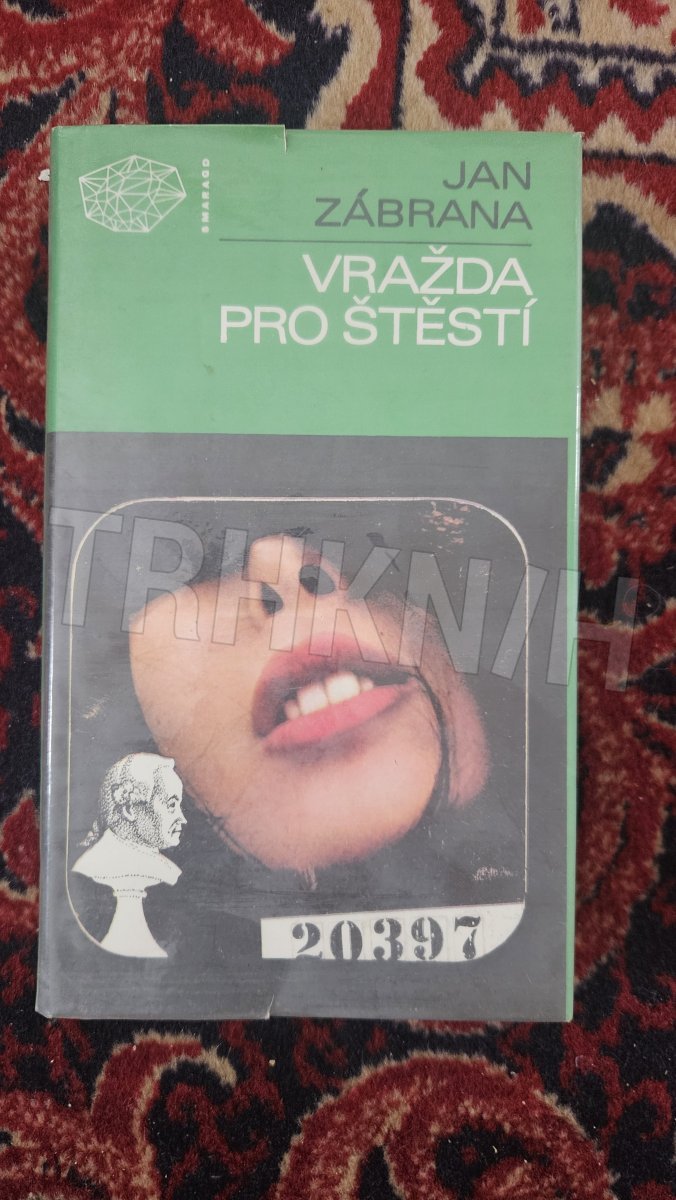 SMARAGD
JAN
ZÁBRANA
VRAŽDA
PRO ŠTĚSTÍ
TRHKNIH
20397